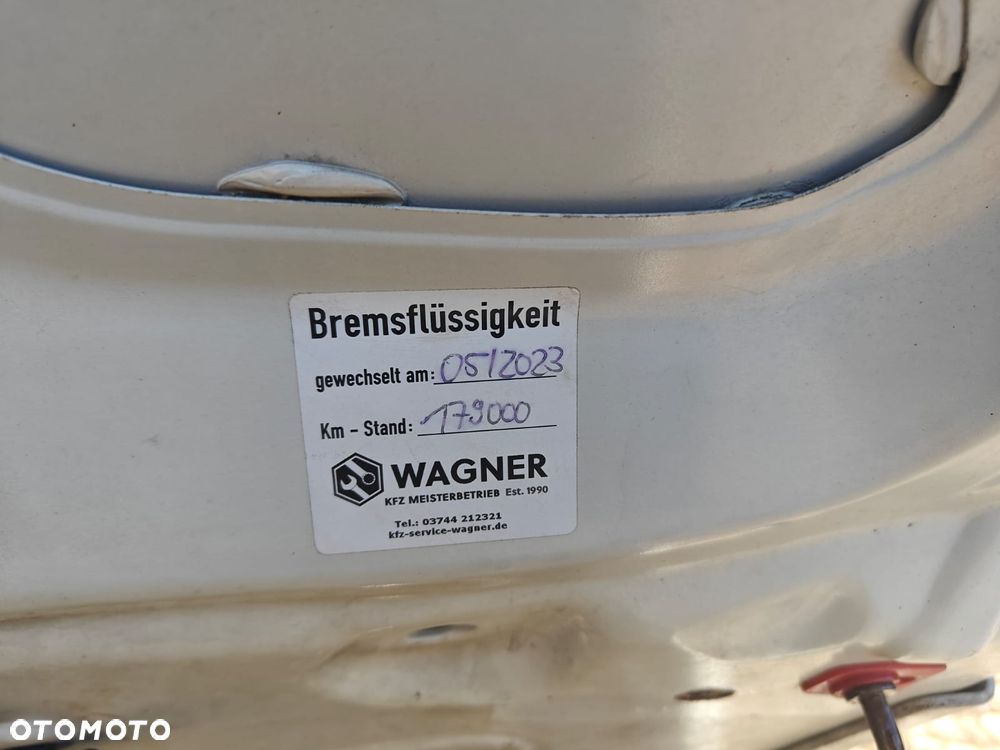 Bremsflüssigkeit
gewechselt am: 05/2023
Km - Stand: 179000
WAGNER
KFZ MEISTERBETRIEB Est. 1990
Tel.: 03744 212321
kfz-service-wagner.de
OTOMOTO